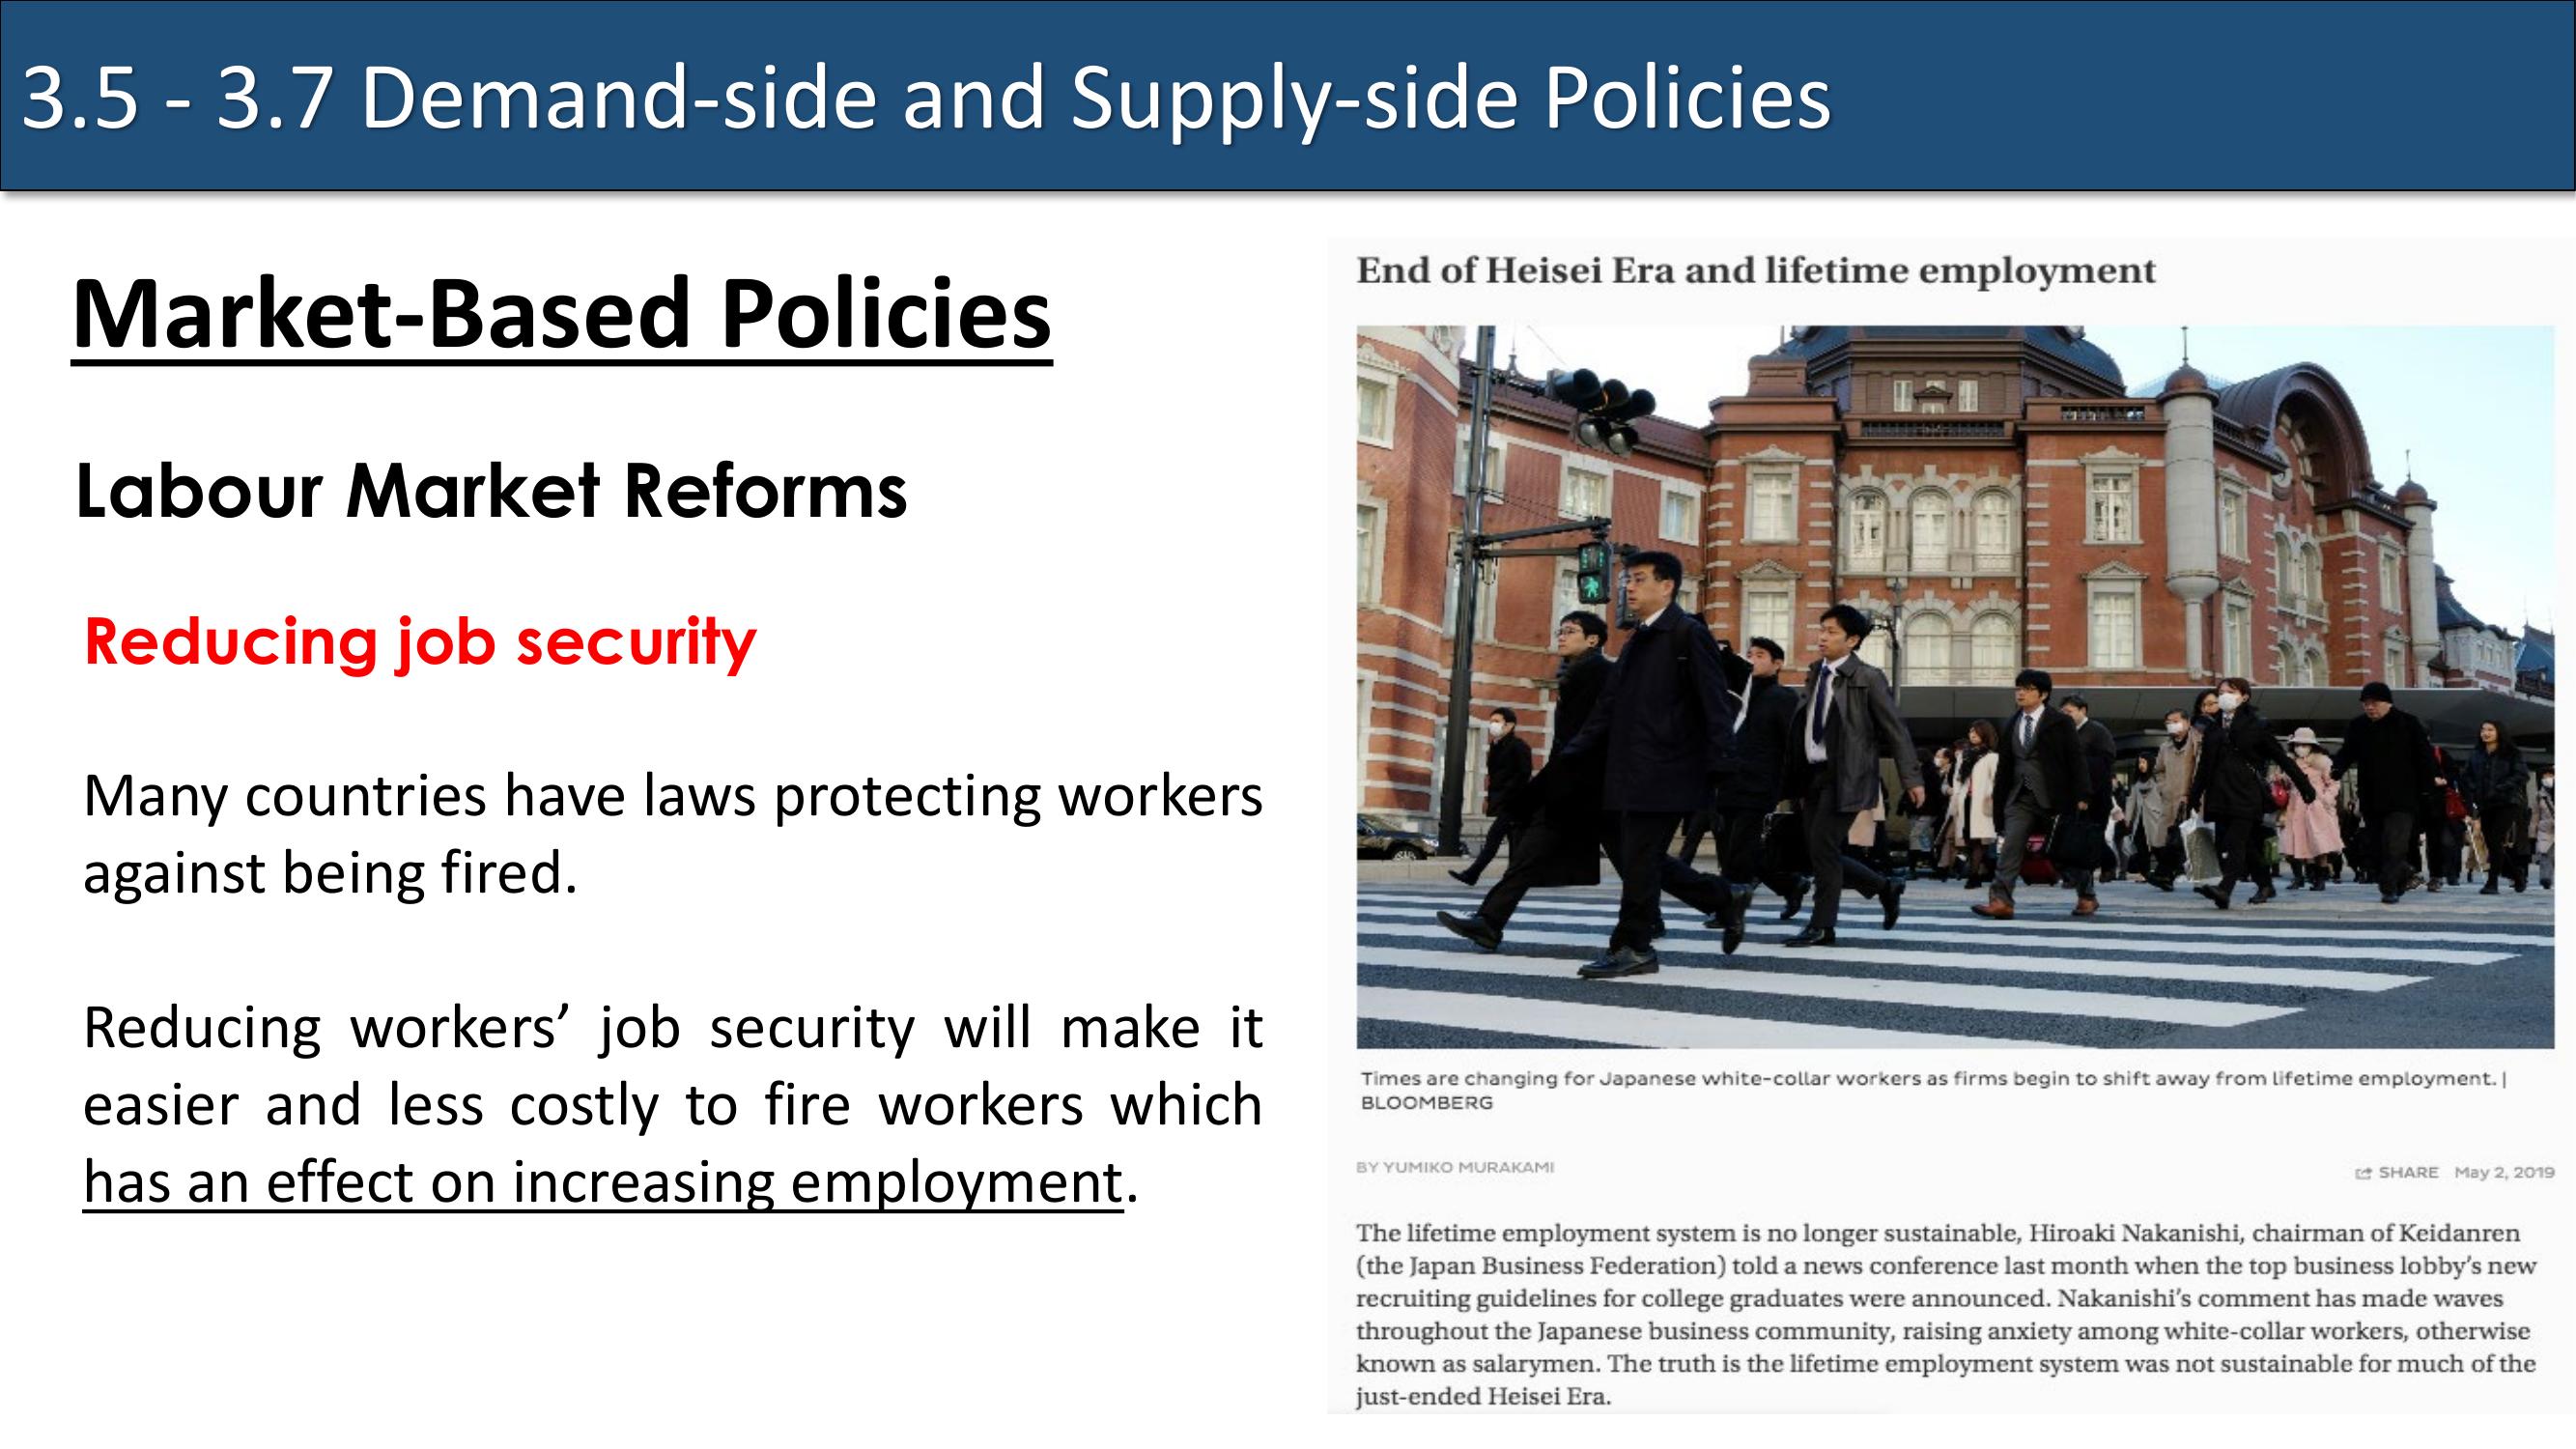 3.5 - 3.7 Demand-side and Supply-side Policies
Market-Based Policies
Labour Market Reforms
Reducing job security
Many countries have laws protecting workers
against being fired.
Reducing workers’ job security will make it
easier and less costly to fire workers which
has an effect on increasing employment.
End of Heisei Era and lifetime employment
Times are changing for Japanese white-collar workers as firms begin to shift away from lifetime employment. |
BLOOMBERG
BY YUMIKO MURAKAMI
SHARE May 2, 2019
The lifetime employment system is no longer sustainable, Hiroaki Nakanishi, chairman of Keidanren
(the Japan Business Federation) told a news conference last month when the top business lobby’s new
recruiting guidelines for college graduates were announced. Nakanishi’s comment has made waves
throughout the Japanese business community, raising anxiety among white-collar workers, otherwise
known as salarymen. The truth is the lifetime employment system was not sustainable for much of the
just-ended Heisei Era.